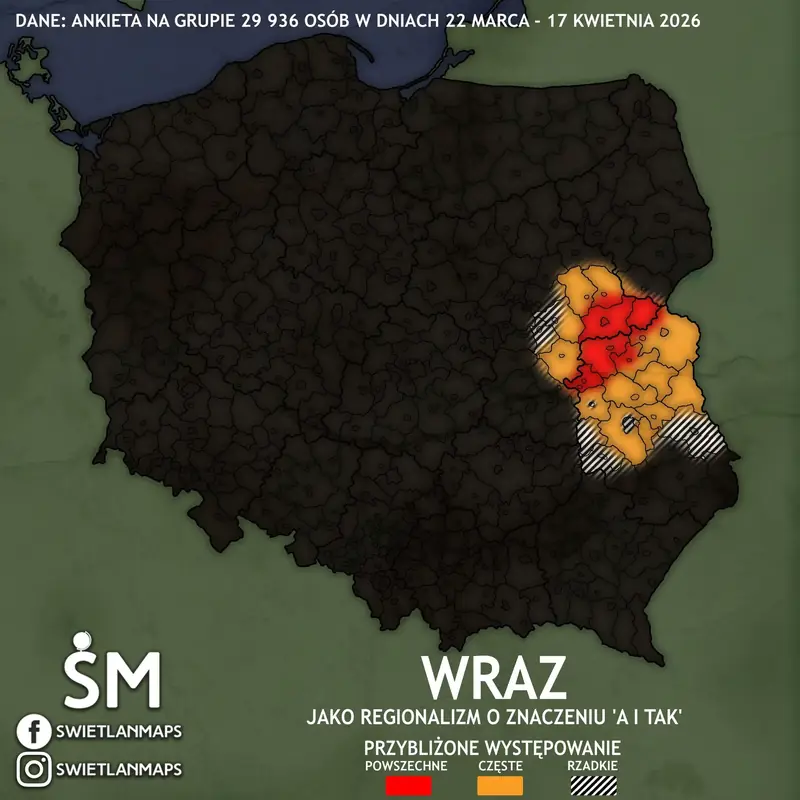 DANE: ANKIETA NA GRUPIE 29 936 OSÓB W DNIACH 22 MARCA - 17 KWIETNIA 2026
ŚM
SWIETLANMAPS
SWIETLANMAPS
WRAZ
JAKO REGIONALIZM O ZNACZENIU 'A I TAK'
PRZYBLIŻONE WYSTĘPOWANIE
POWSZECHNE CZĘSTE RZADKIE